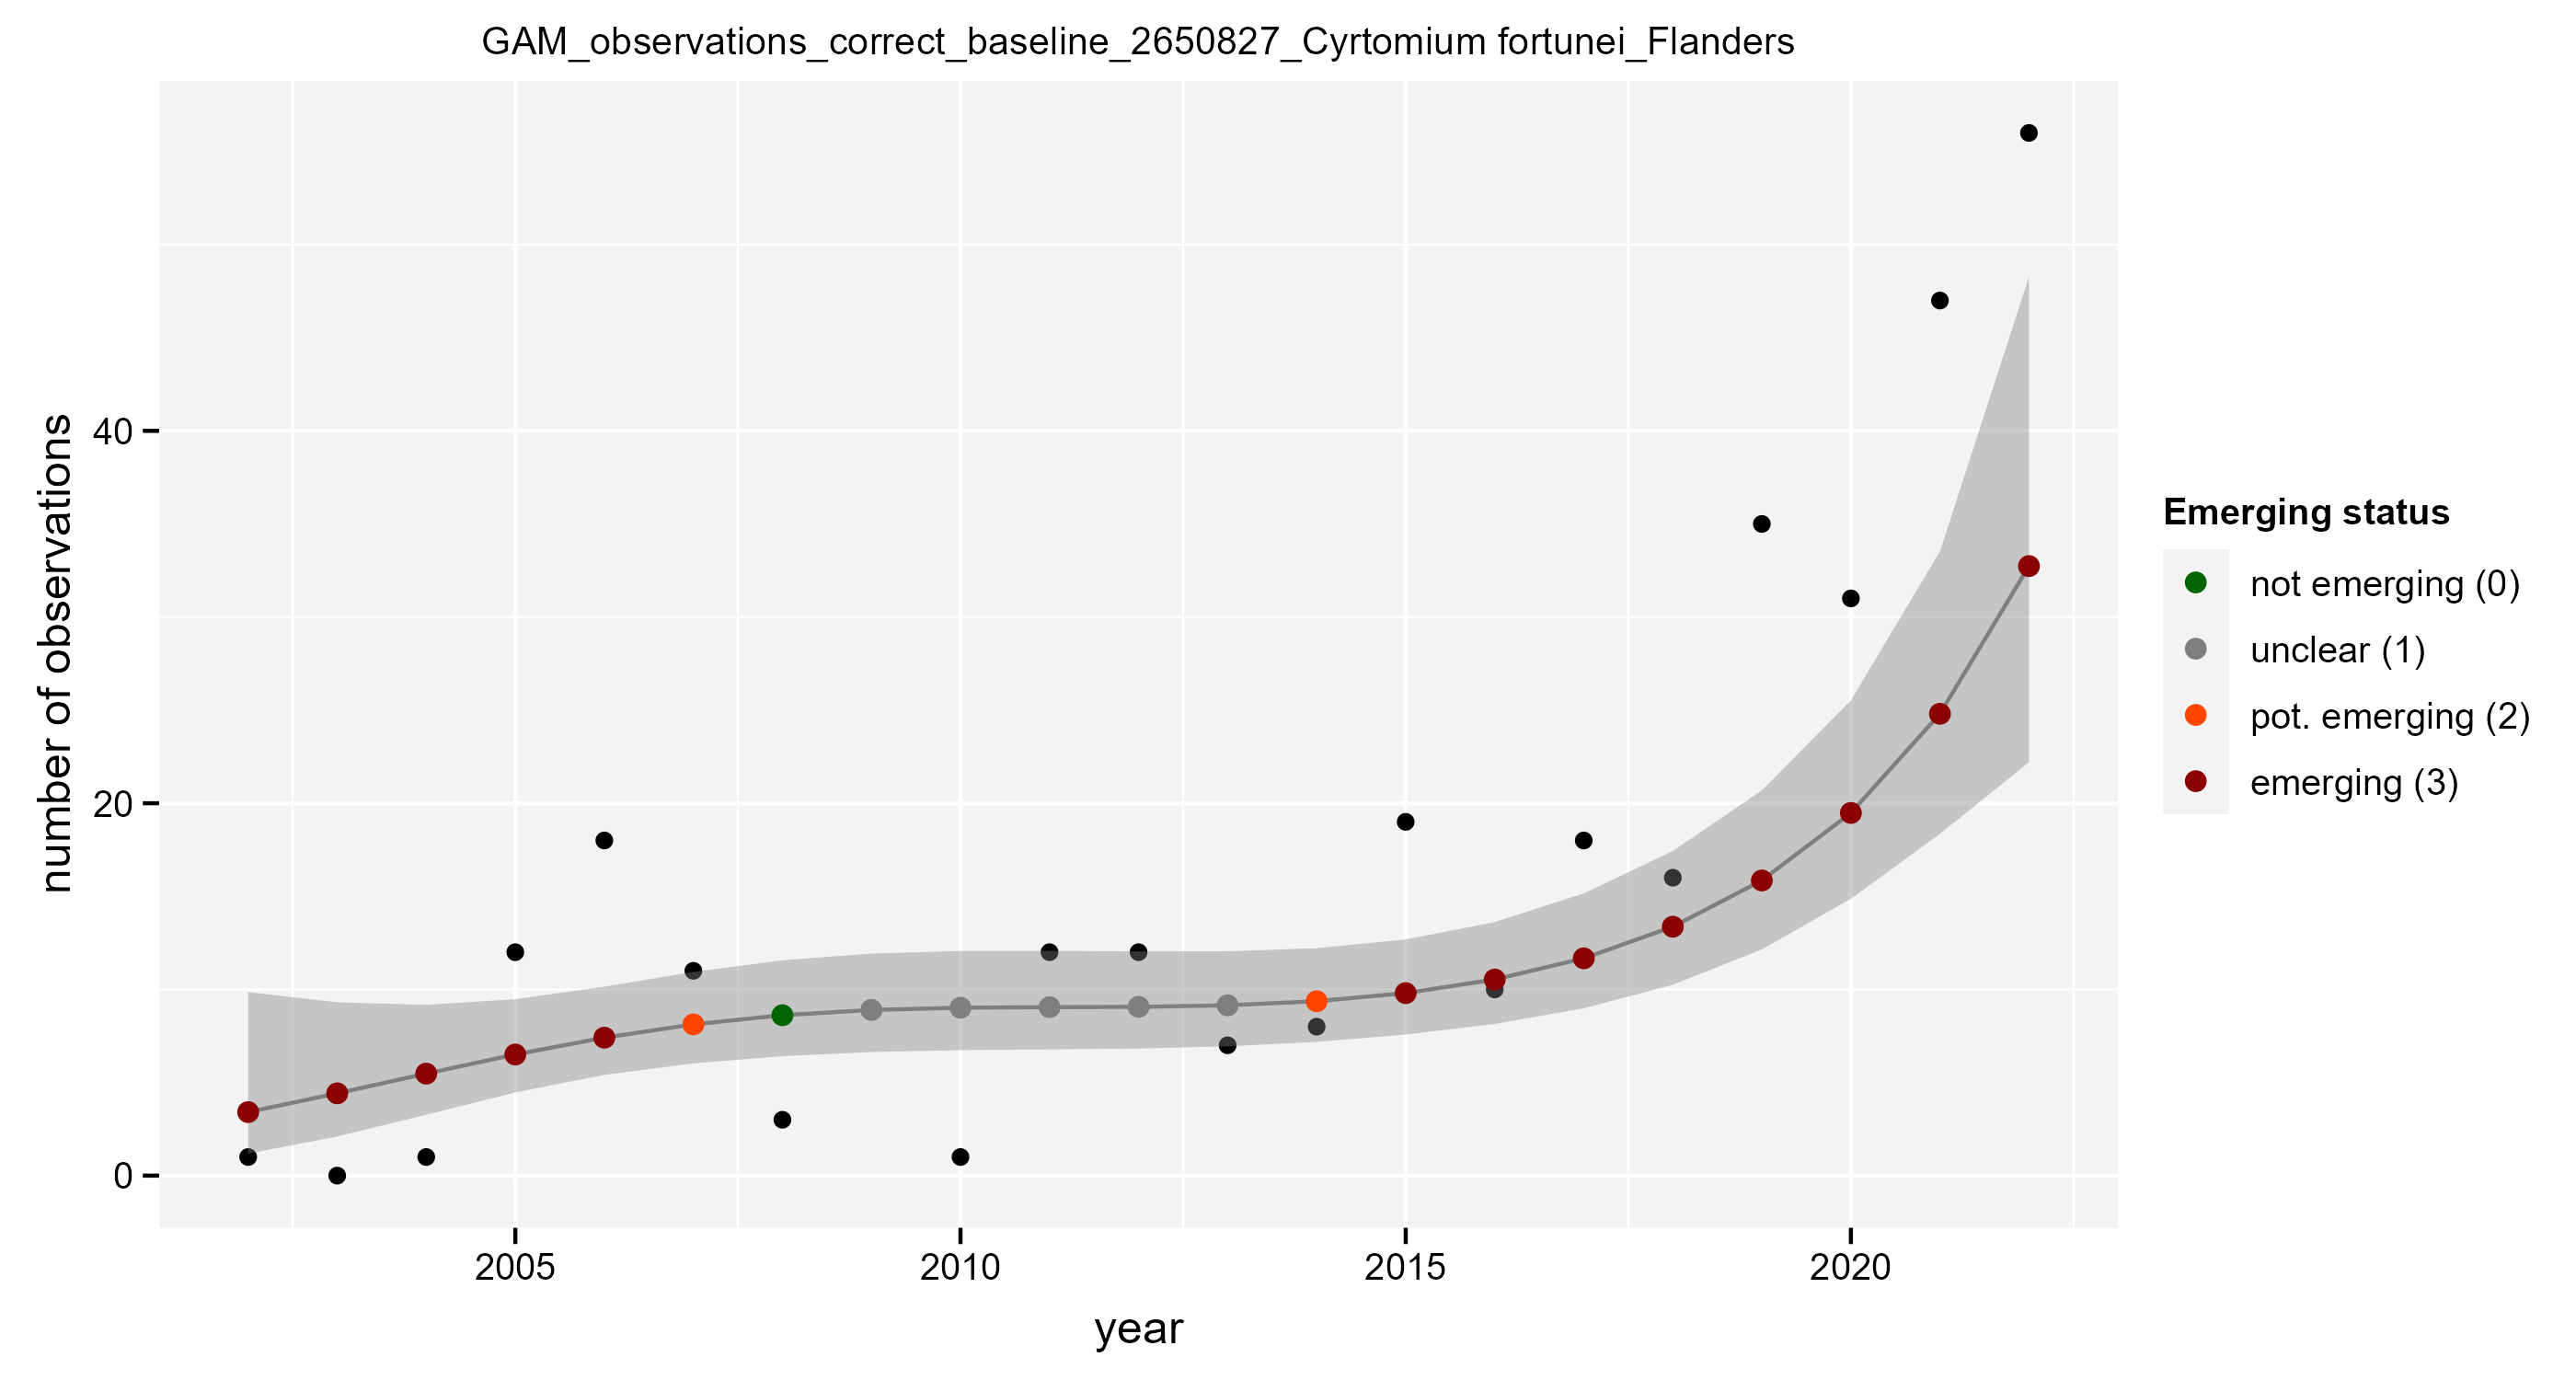 GAM_observations_correct_baseline_2650827_Cyrtomium fortunei_Flanders
number of observations
40
20
0
2005
2010
2015
2020
year
Emerging status
not emerging (0)
unclear (1)
pot. emerging (2)
emerging (3)